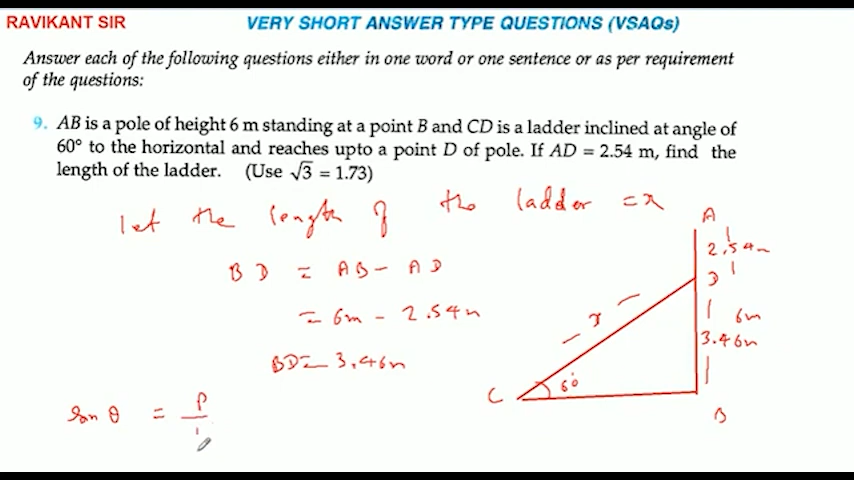 RAVIKANT SIR
VERY SHORT ANSWER TYPE QUESTIONS (VSAQs)
Answer each of the following questions either in one word or one sentence or as per requirement
of the questions:
9. AB is a pole of height 6 m standing at a point B and CD is a ladder inclined at angle of
60° to the horizontal and reaches upto a point D of pole. If AD = 2.54 m, find the
length of the ladder. (Use √3 = 1.73)
let the length of the ladder = x
BD = AB - AD
= 6m - 2.54m
BD = 3.46m
sin θ = P
A
2.54m
D
x
6m
3.46m
C
60°
B